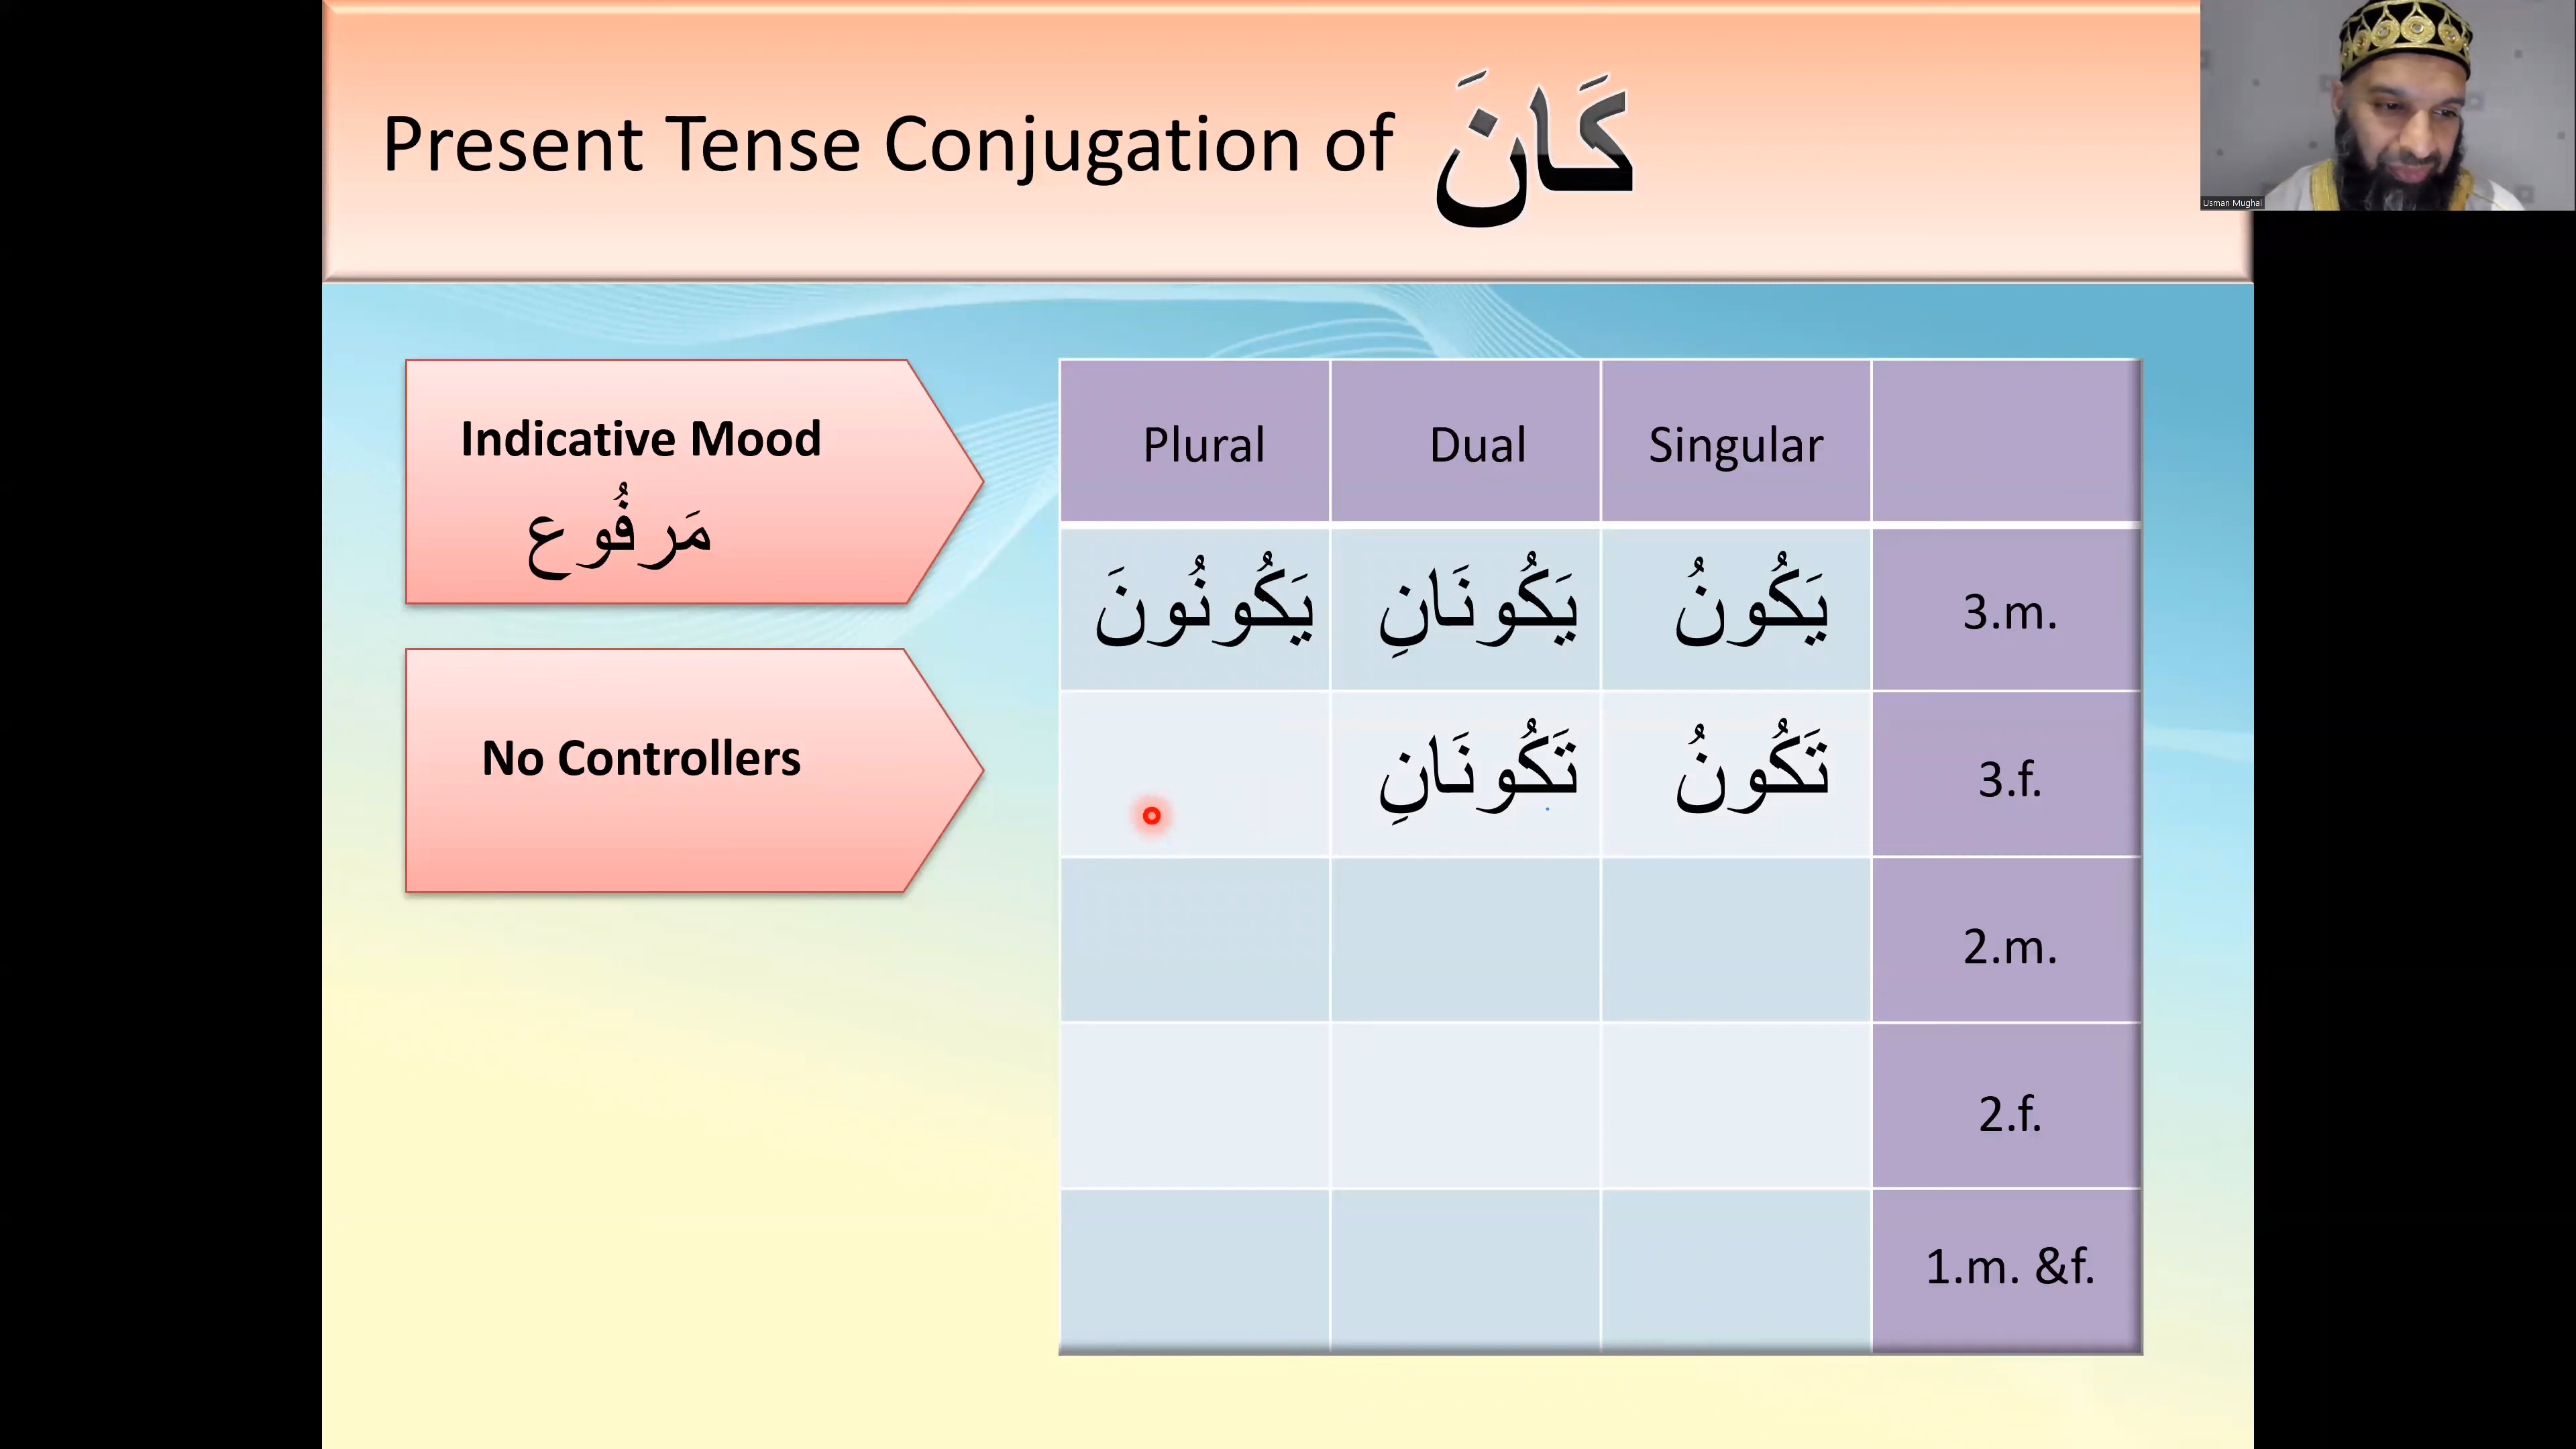 Present Tense Conjugation of كَانَ
Usman Mughal
Indicative Mood
مَرفُوع
No Controllers
Plural Dual Singular
يَكُونُونَ يَكُونَانِ يَكُونُ 3.m.
تَكُونَانِ تَكُونُ 3.f.
2.m.
2.f.
1.m. &f.